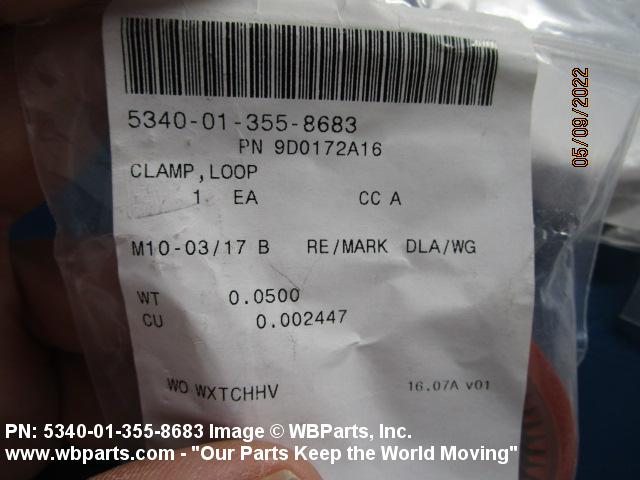 5340-01-355-8683
PN 9D0172A16
CLAMP,LOOP
1 EA CC A
M10-03/17 B RE/MARK DLA/WG
WT 0.0500
CU 0.002447
WO WXTCHHV 16.07A v01
05/09/2022
PN: 5340-01-355-8683 Image © WBParts, Inc.
www.wbparts.com - "Our Parts Keep the World Moving"